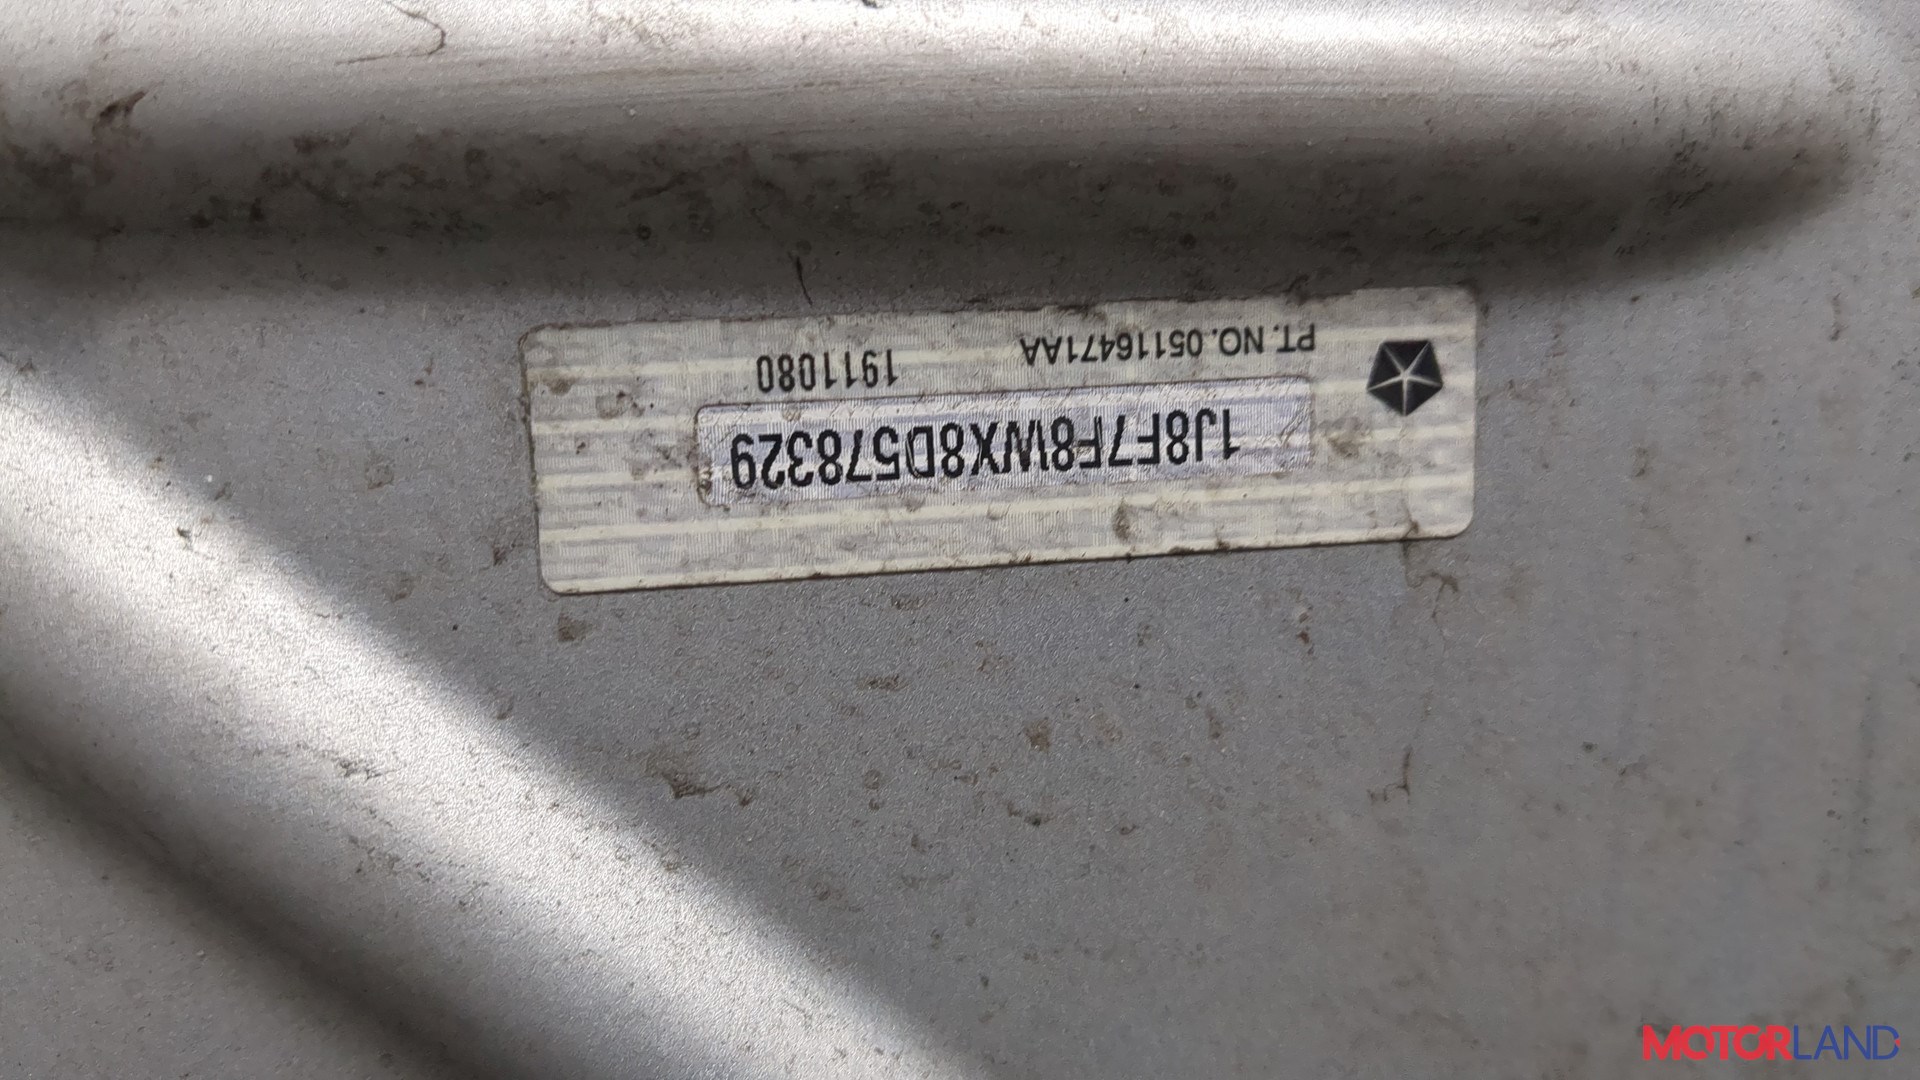 PT. NO. 05116471AA 1911080
1J8F7F8WX8D578329
MOTORLAND